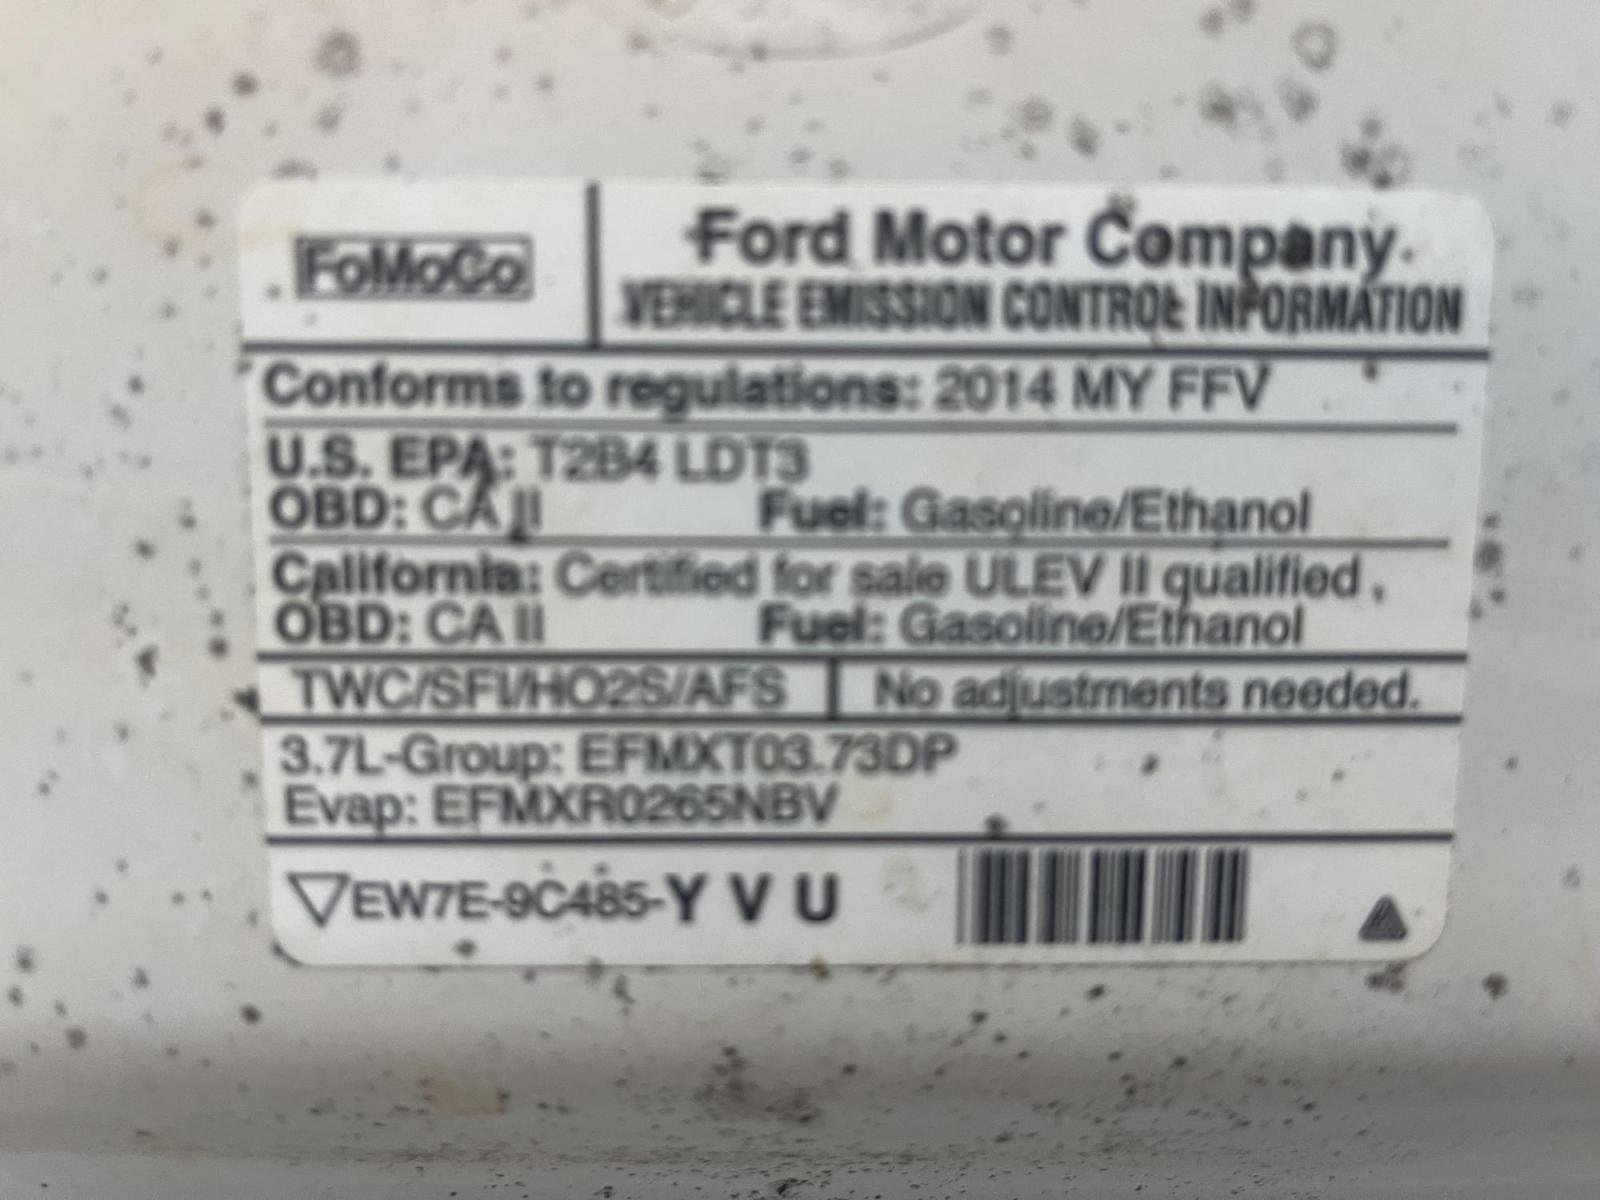 FoMoCo
Ford Motor Company
VEHICLE EMISSION CONTROL INFORMATION
Conforms to regulations: 2014 MY FFV
U.S. EPA: T2B4 LDT3
OBD: CA II Fuel: Gasoline/Ethanol
California: Certified for sale ULEV II qualified.
OBD: CA II Fuel: Gasoline/Ethanol
TWC/SFI/HO2S/AFS No adjustments needed.
3.7L-Group: EFMXT03.73DP
Evap: EFMXR0265NBV
EW7E-9C485-Y V U